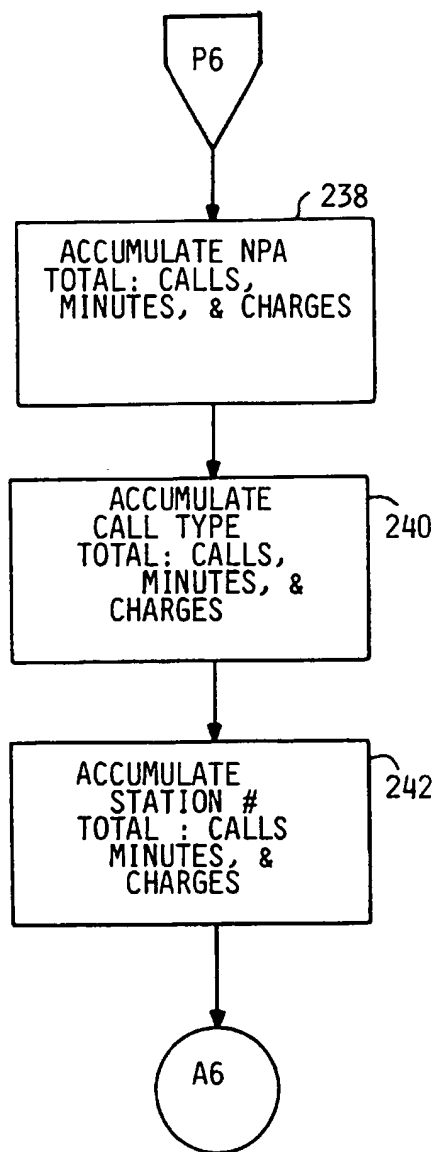 P6
238
ACCUMULATE NPA
TOTAL: CALLS,
MINUTES, & CHARGES
240
ACCUMULATE
CALL TYPE
TOTAL: CALLS,
MINUTES, &
CHARGES
242
ACCUMULATE
STATION #
TOTAL : CALLS
MINUTES, &
CHARGES
A6